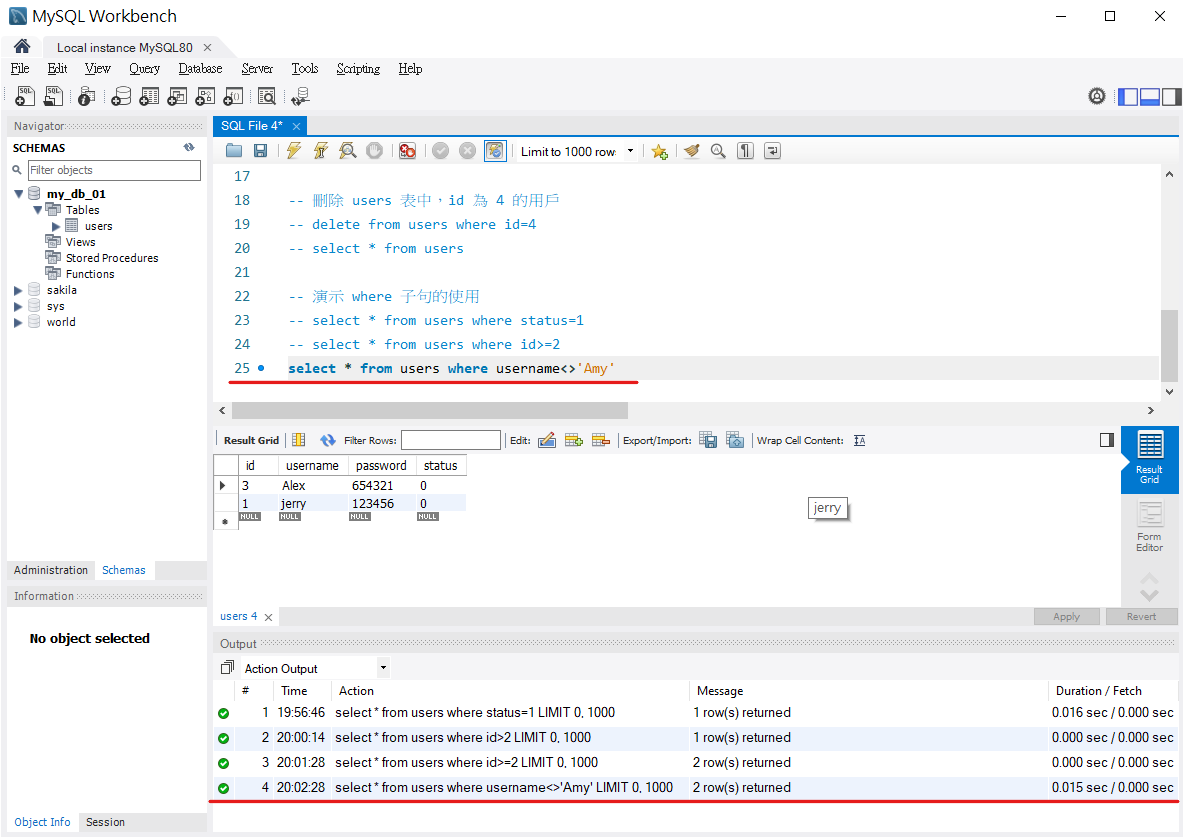 MySQL Workbench
Local instance MySQL80
File Edit View Query Database Server Tools Scripting Help
Navigator
SQL File 4*
SCHEMAS
Limit to 1000 row
Filter objects
my_db_01
Tables
users
Views
Stored Procedures
Functions
sakila
sys
world
17
18 -- 刪除 users 表中，id 為 4 的用戶
19 -- delete from users where id=4
20 -- select * from users
21
22 -- 演示 where 子句的使用
23 -- select * from users where status=1
24 -- select * from users where id>=2
25 select * from users where username<>'Amy'
Result Grid Filter Rows: Edit: Export/Import: Wrap Cell Content:
id username password status
3 Alex 654321 0
1 jerry 123456 0
NULL NULL NULL NULL
jerry
Result Grid
Form Editor
Administration Schemas
Information
No object selected
users 4
Apply Revert
Output
Action Output
# Time Action Message Duration / Fetch
1 19:56:46 select * from users where status=1 LIMIT 0, 1000 1 row(s) returned 0.016 sec / 0.000 sec
2 20:00:14 select * from users where id>2 LIMIT 0, 1000 1 row(s) returned 0.000 sec / 0.000 sec
3 20:01:28 select * from users where id>=2 LIMIT 0, 1000 2 row(s) returned 0.000 sec / 0.000 sec
4 20:02:28 select * from users where username<>'Amy' LIMIT 0, 1000 2 row(s) returned 0.015 sec / 0.000 sec
Object Info Session